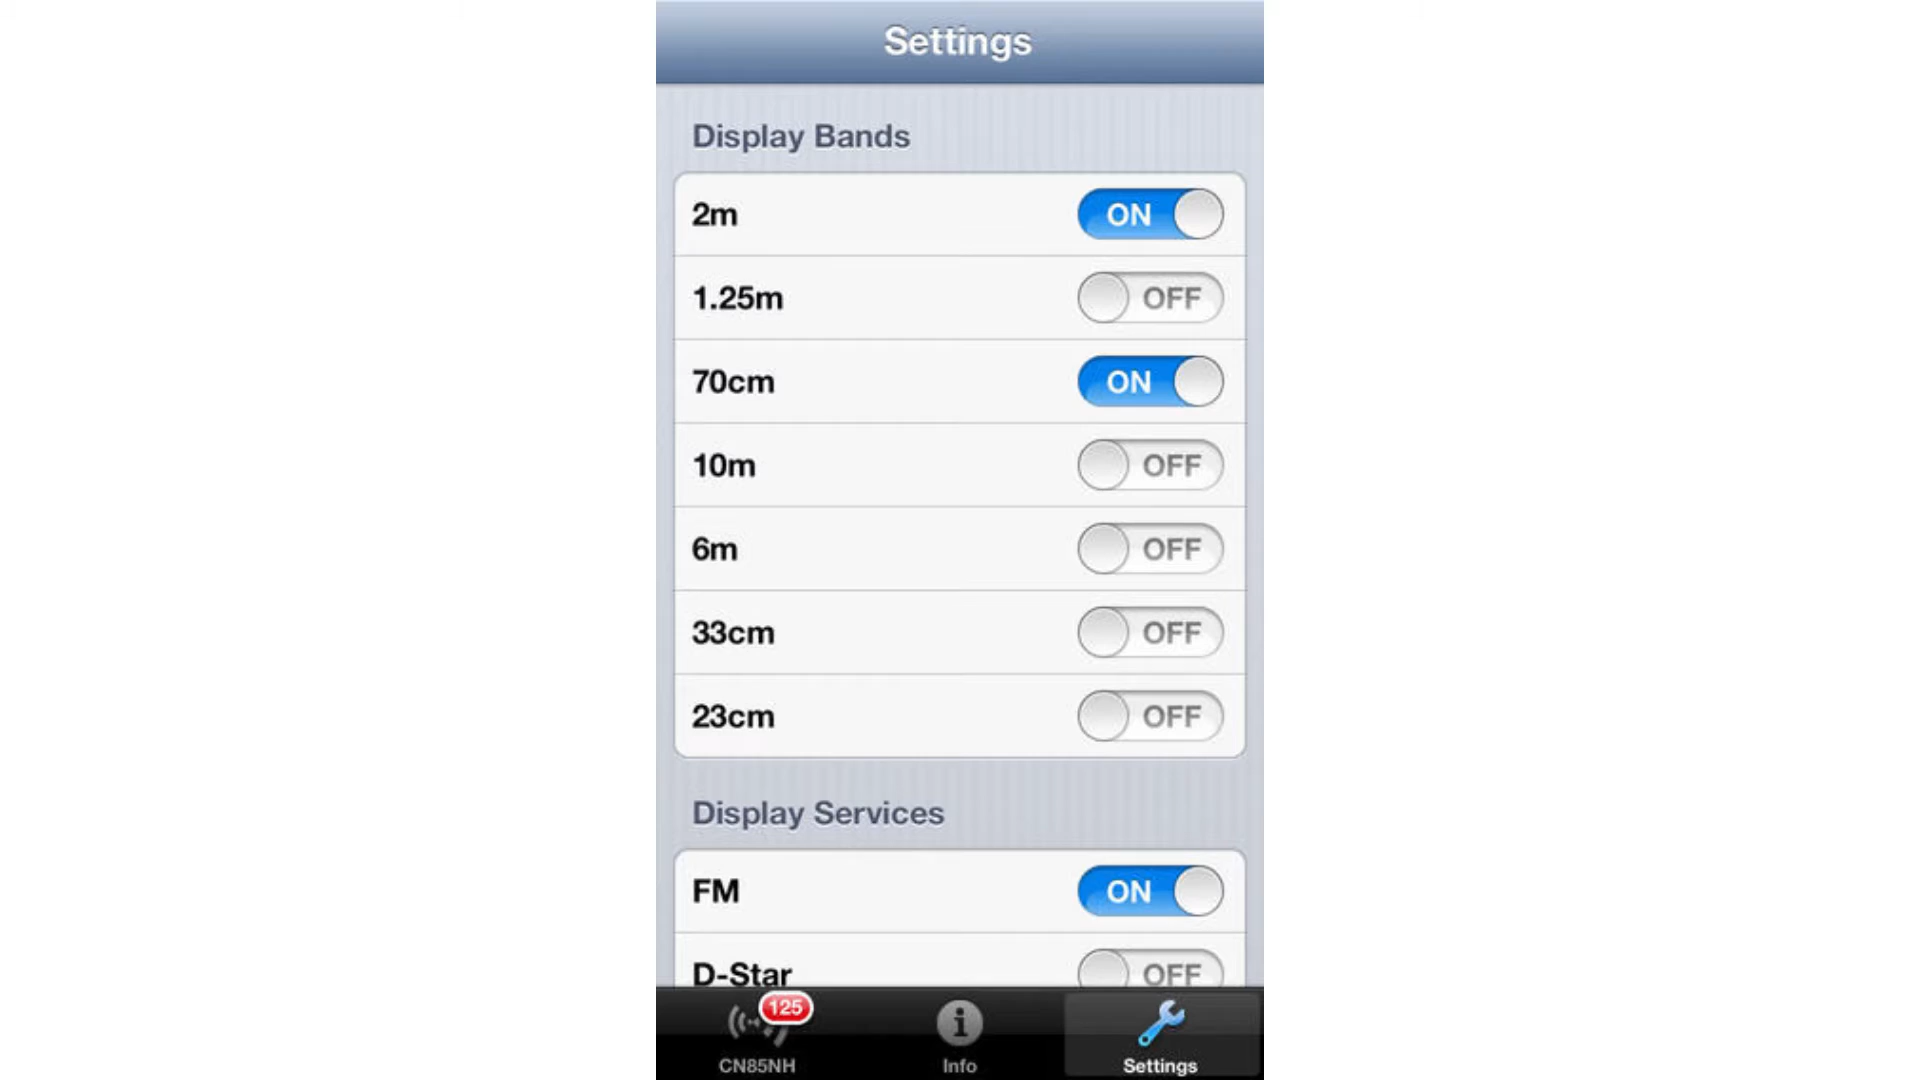 Settings
Display Bands
2m ON
1.25m OFF
70cm ON
10m OFF
6m OFF
33cm OFF
23cm OFF
Display Services
FM ON
D-Star OFF
125
CN85NH Info Settings